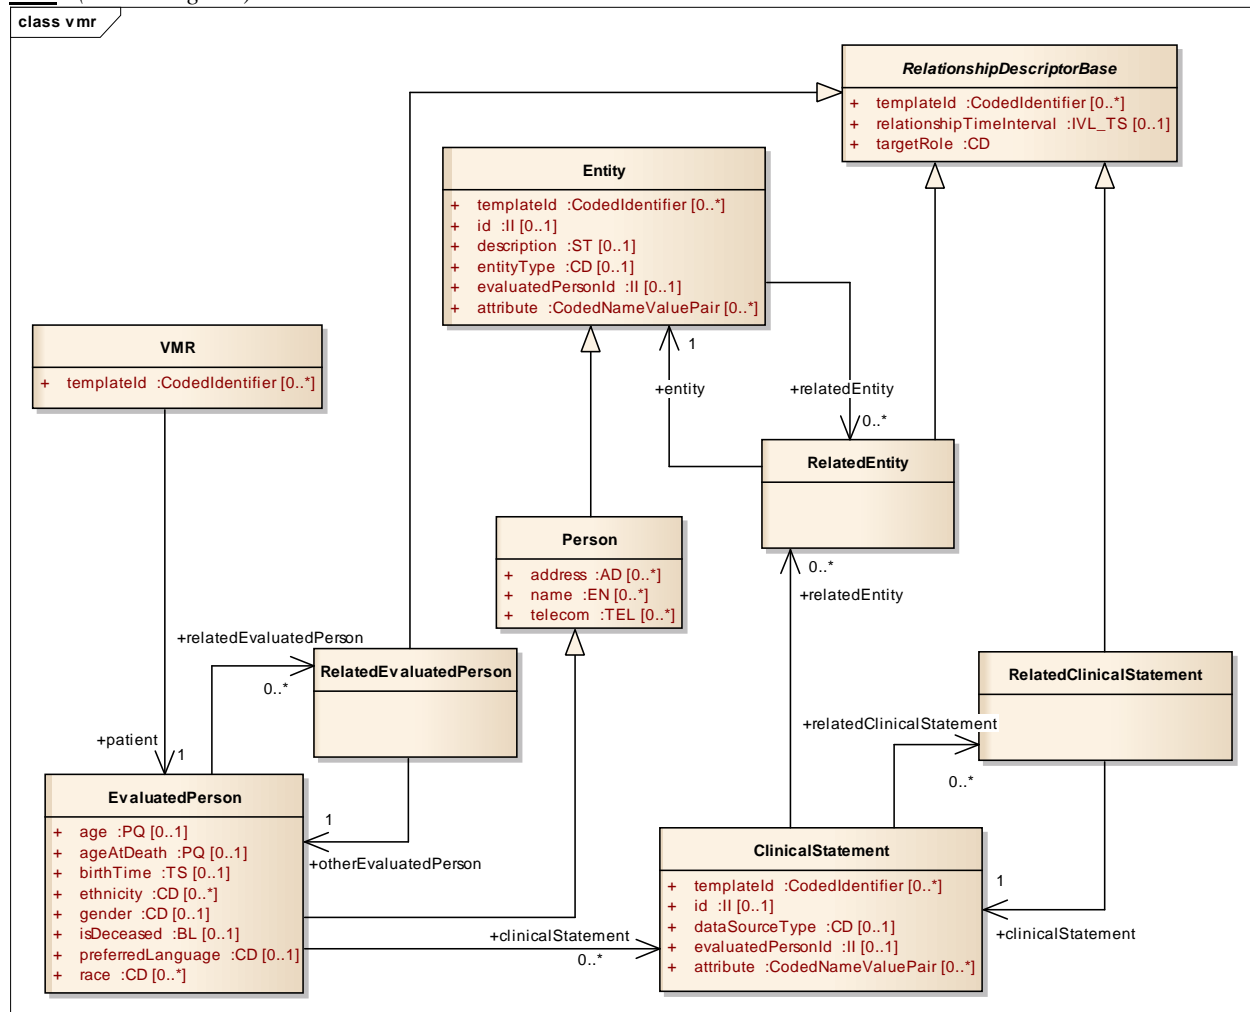 class vmr
RelationshipDescriptorBase
+ templateId :CodedIdentifier [0..*]
+ relationshipTimeInterval :IVL_TS [0..1]
+ targetRole :CD
Entity
+ templateId :CodedIdentifier [0..*]
+ id :II [0..1]
+ description :ST [0..1]
+ entityType :CD [0..1]
+ evaluatedPersonId :II [0..1]
+ attribute :CodedNameValuePair [0..*]
VMR
+ templateId :CodedIdentifier [0..*]
1
+entity
+relatedEntity
0..*
RelatedEntity
Person
+ address :AD [0..*]
+ name :EN [0..*]
+ telecom :TEL [0..*]
0..*
+relatedEntity
+relatedEvaluatedPerson
0..*
RelatedEvaluatedPerson
RelatedClinicalStatement
+relatedClinicalStatement
0..*
+patient
1
EvaluatedPerson
+ age :PQ [0..1]
+ ageAtDeath :PQ [0..1]
+ birthTime :TS [0..1]
+ ethnicity :CD [0..*]
+ gender :CD [0..1]
+ isDeceased :BL [0..1]
+ preferredLanguage :CD [0..1]
+ race :CD [0..*]
1
+otherEvaluatedPerson
+clinicalStatement
0..*
ClinicalStatement
+ templateId :CodedIdentifier [0..*]
+ id :II [0..1]
+ dataSourceType :CD [0..1]
+ evaluatedPersonId :II [0..1]
+ attribute :CodedNameValuePair [0..*]
1
+clinicalStatement